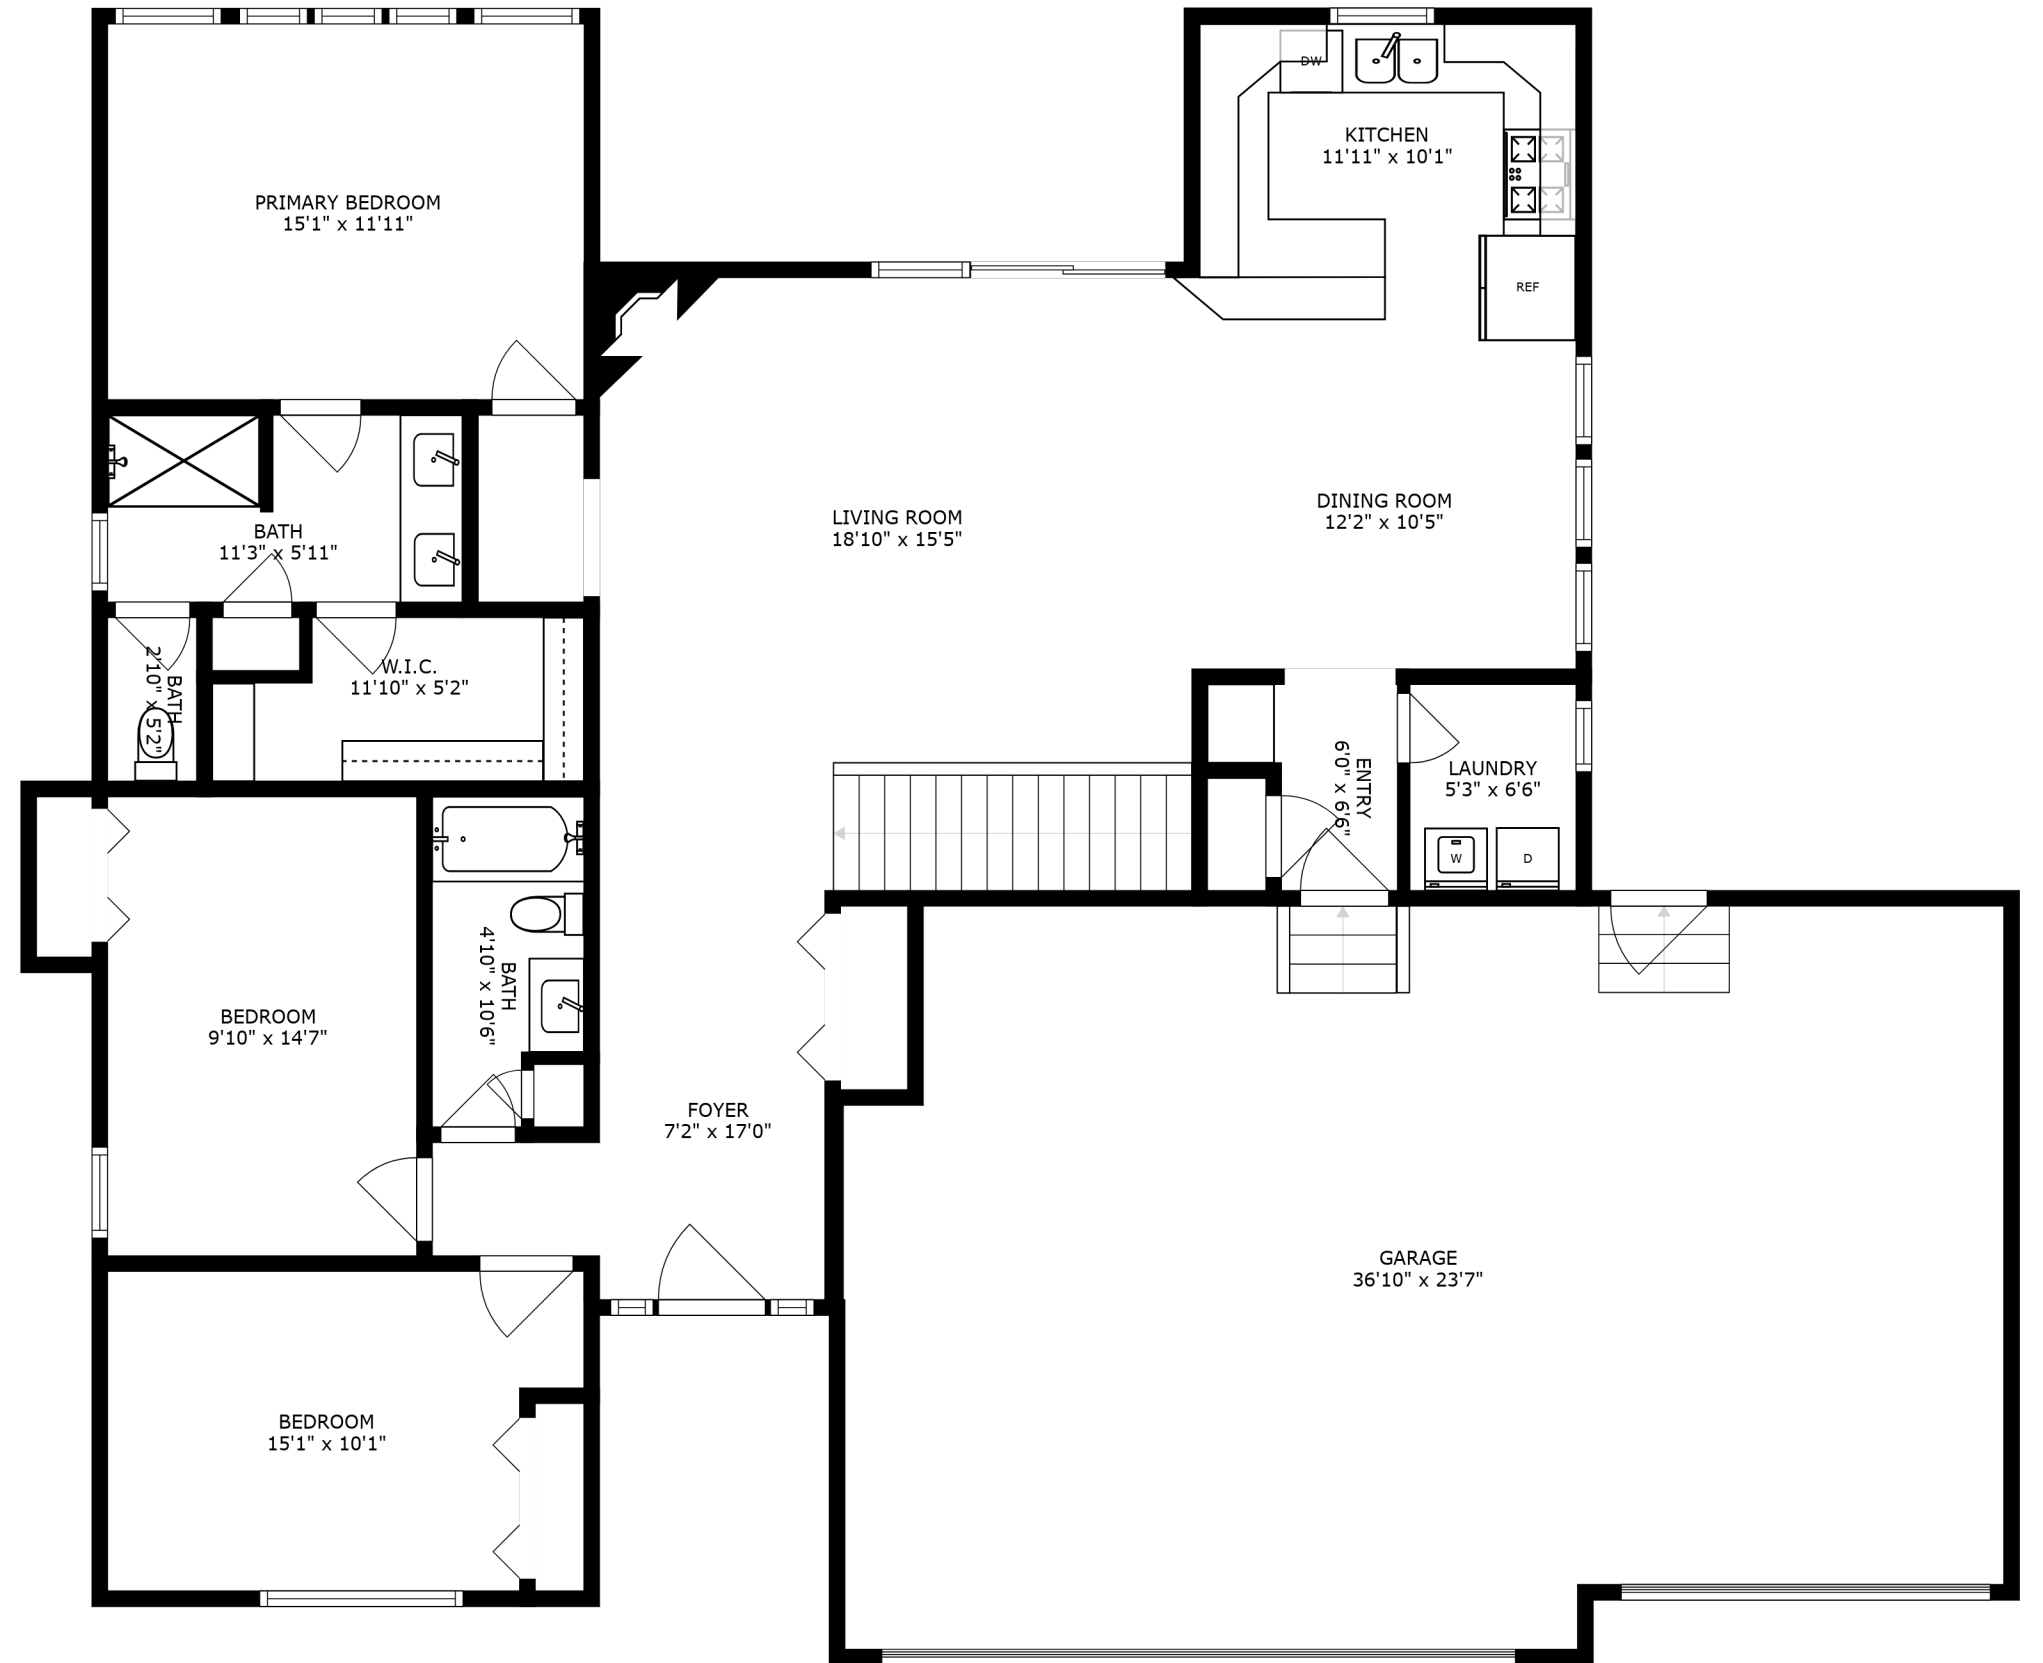 DW
KITCHEN
11'11" x 10'1"
PRIMARY BEDROOM
15'1" x 11'11"
REF
LIVING ROOM
18'10" x 15'5"
DINING ROOM
12'2" x 10'5"
BATH
11'3" x 5'11"
BATH
2'10" x 5'2"
W.I.C.
11'10" x 5'2"
ENTRY
6'0" x 6'6"
LAUNDRY
5'3" x 6'6"
W
D
BEDROOM
9'10" x 14'7"
BATH
4'10" x 10'6"
FOYER
7'2" x 17'0"
GARAGE
36'10" x 23'7"
BEDROOM
15'1" x 10'1"